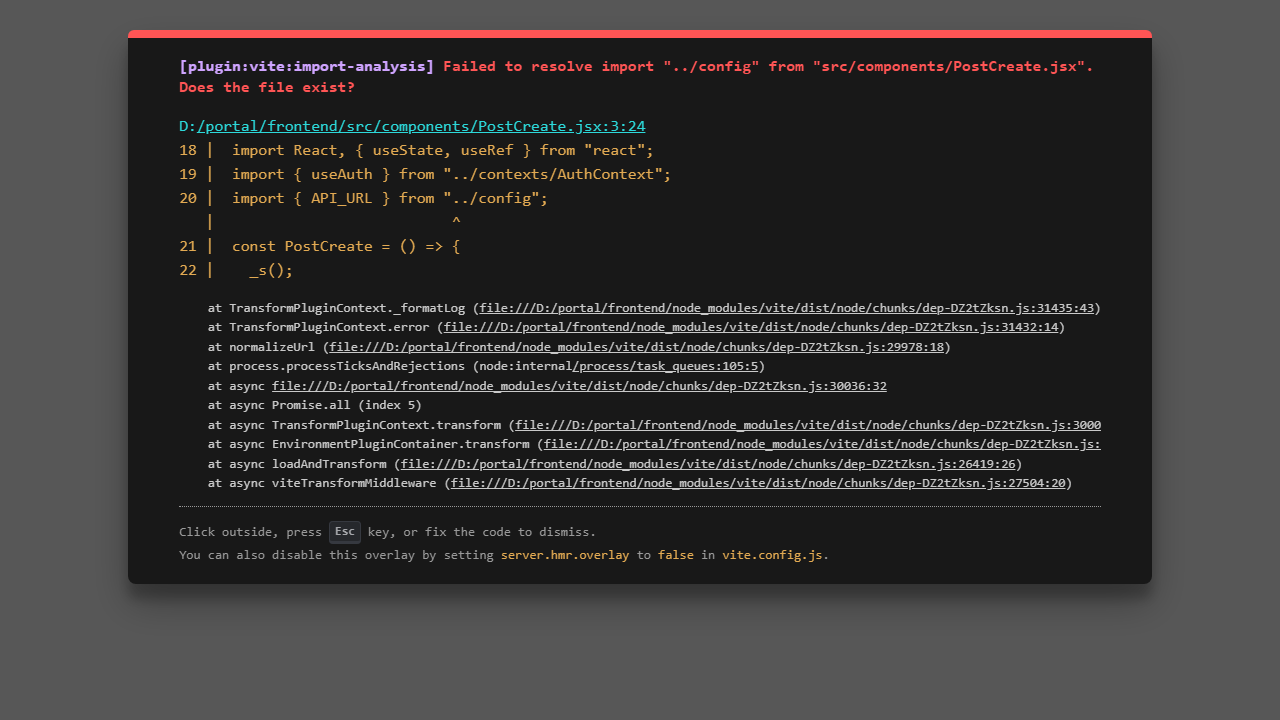 [plugin:vite:import-analysis] Failed to resolve import "../config" from "src/components/PostCreate.jsx".
Does the file exist?
D:/portal/frontend/src/components/PostCreate.jsx:3:24
18 |  import React, { useState, useRef } from "react";
19 |  import { useAuth } from "../contexts/AuthContext";
20 |  import { API_URL } from "../config";
   |                           ^
21 |  const PostCreate = () => {
22 |    _s();
at TransformPluginContext._formatLog (file:///D:/portal/frontend/node_modules/vite/dist/node/chunks/dep-DZ2tZksn.js:31435:43)
at TransformPluginContext.error (file:///D:/portal/frontend/node_modules/vite/dist/node/chunks/dep-DZ2tZksn.js:31432:14)
at normalizeUrl (file:///D:/portal/frontend/node_modules/vite/dist/node/chunks/dep-DZ2tZksn.js:29978:18)
at process.processTicksAndRejections (node:internal/process/task_queues:105:5)
at async file:///D:/portal/frontend/node_modules/vite/dist/node/chunks/dep-DZ2tZksn.js:30036:32
at async Promise.all (index 5)
at async TransformPluginContext.transform (file:///D:/portal/frontend/node_modules/vite/dist/node/chunks/dep-DZ2tZksn.js:3000
at async EnvironmentPluginContainer.transform (file:///D:/portal/frontend/node_modules/vite/dist/node/chunks/dep-DZ2tZksn.js:
at async loadAndTransform (file:///D:/portal/frontend/node_modules/vite/dist/node/chunks/dep-DZ2tZksn.js:26419:26)
at async viteTransformMiddleware (file:///D:/portal/frontend/node_modules/vite/dist/node/chunks/dep-DZ2tZksn.js:27504:20)
Click outside, press Esc key, or fix the code to dismiss.
You can also disable this overlay by setting server.hmr.overlay to false in vite.config.js.